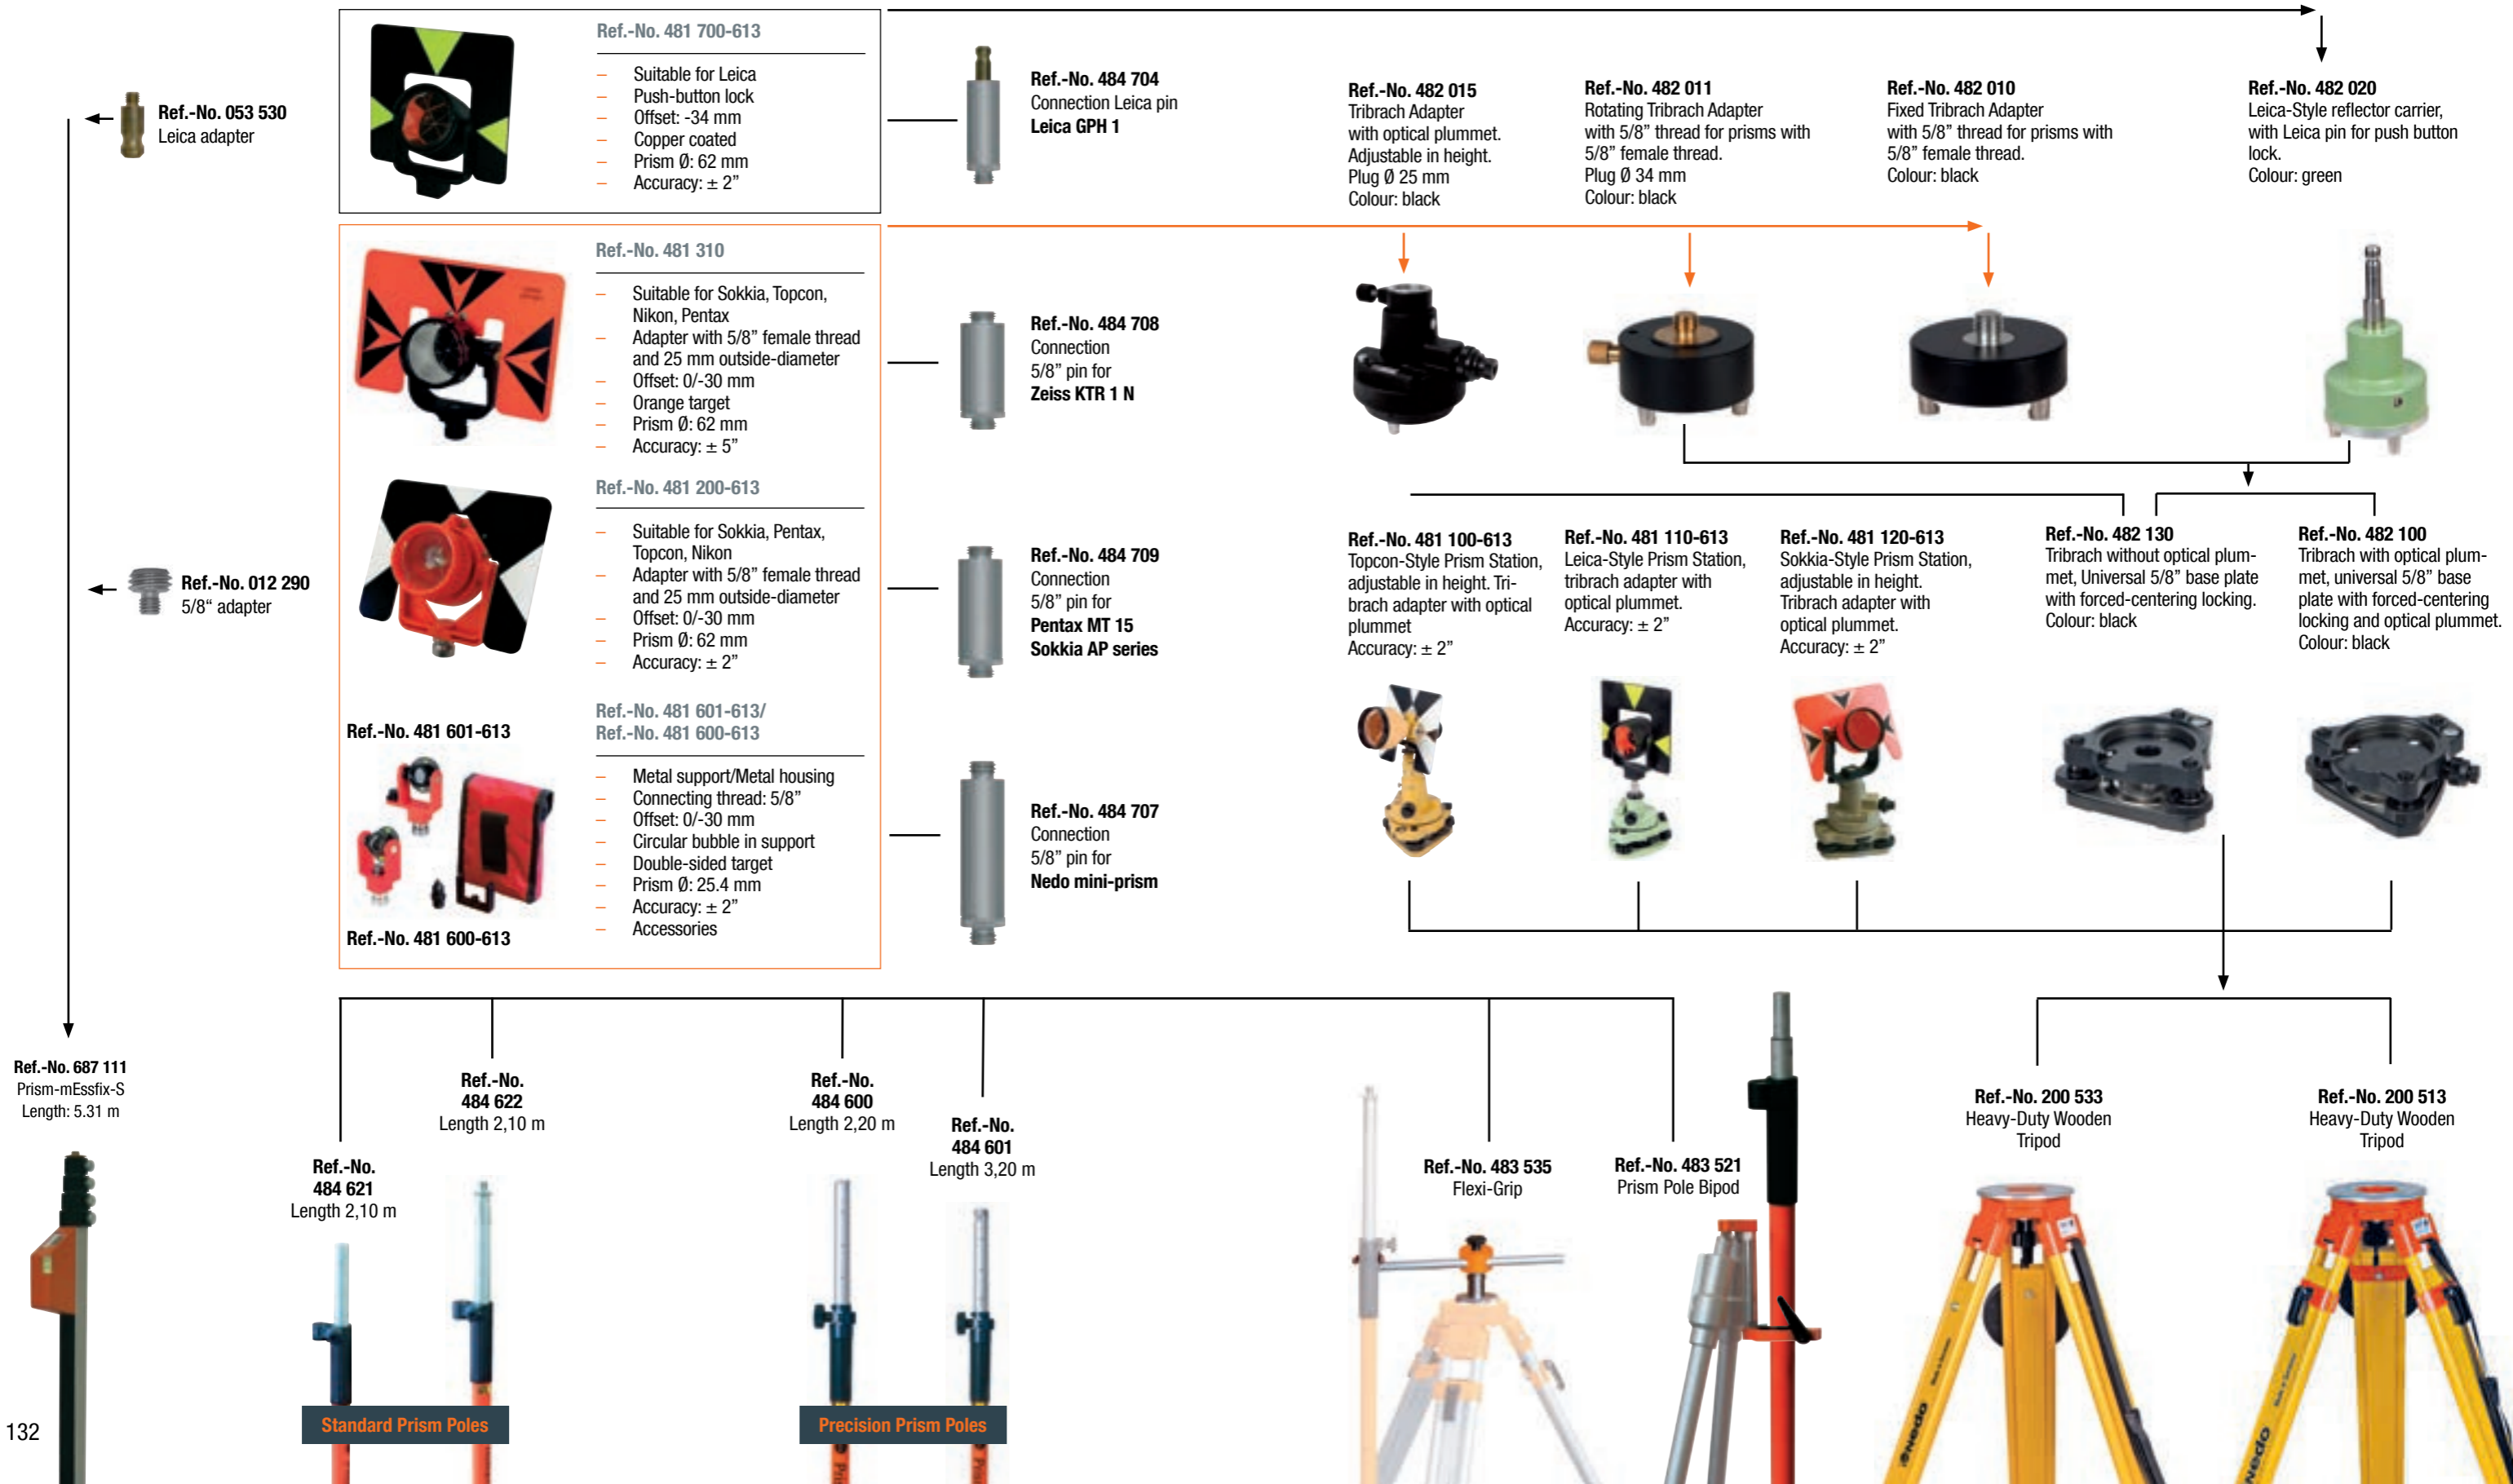 Ref.-No. 053 530
Leica adapter
Ref.-No. 012 290
5/8“ adapter
Ref.-No. 687 111
Prism-mEssfix-S
Length: 5.31 m
Ref.-No. 481 700-613
– Suitable for Leica
– Push-button lock
– Offset: -34 mm
– Copper coated
– Prism Ø: 62 mm
– Accuracy: ± 2”
Ref.-No. 481 310
– Suitable for Sokkia, Topcon,
Nikon, Pentax
– Adapter with 5/8” female thread
and 25 mm outside-diameter
– Offset: 0/-30 mm
– Orange target
– Prism Ø: 62 mm
– Accuracy: ± 5”
Ref.-No. 481 200-613
– Suitable for Sokkia, Pentax,
Topcon, Nikon
– Adapter with 5/8” female thread
and 25 mm outside-diameter
– Offset: 0/-30 mm
– Prism Ø: 62 mm
– Accuracy: ± 2”
Ref.-No. 481 601-613
Ref.-No. 481 600-613
Ref.-No. 481 601-613/
Ref.-No. 481 600-613
– Metal support/Metal housing
– Connecting thread: 5/8”
– Offset: 0/-30 mm
– Circular bubble in support
– Double-sided target
– Prism Ø: 25.4 mm
– Accuracy: ± 2”
– Accessories
Ref.-No. 484 704
Connection Leica pin
Leica GPH 1
Ref.-No. 484 708
Connection
5/8” pin for
Zeiss KTR 1 N
Ref.-No. 484 709
Connection
5/8” pin for
Pentax MT 15
Sokkia AP series
Ref.-No. 484 707
Connection
5/8” pin for
Nedo mini-prism
Ref.-No. 482 015
Tribrach Adapter
with optical plummet.
Adjustable in height.
Plug Ø 25 mm
Colour: black
Ref.-No. 482 011
Rotating Tribrach Adapter
with 5/8” thread for prisms with
5/8” female thread.
Plug Ø 34 mm
Colour: black
Ref.-No. 482 010
Fixed Tribrach Adapter
with 5/8” thread for prisms with
5/8” female thread.
Colour: black
Ref.-No. 482 020
Leica-Style reflector carrier,
with Leica pin for push button
lock.
Colour: green
Ref.-No. 481 100-613
Topcon-Style Prism Station,
adjustable in height. Tri-
brach adapter with optical
plummet
Accuracy: ± 2”
Ref.-No. 481 110-613
Leica-Style Prism Station,
tribrach adapter with
optical plummet.
Accuracy: ± 2”
Ref.-No. 481 120-613
Sokkia-Style Prism Station,
adjustable in height.
Tribrach adapter with
optical plummet.
Accuracy: ± 2”
Ref.-No. 482 130
Tribrach without optical plum-
met, Universal 5/8” base plate
with forced-centering locking.
Colour: black
Ref.-No. 482 100
Tribrach with optical plum-
met, universal 5/8” base
plate with forced-centering
locking and optical plummet.
Colour: black
Ref.-No.
484 621
Length 2,10 m
Ref.-No.
484 622
Length 2,10 m
Ref.-No.
484 600
Length 2,20 m
Ref.-No.
484 601
Length 3,20 m
Ref.-No. 483 535
Flexi-Grip
Ref.-No. 483 521
Prism Pole Bipod
Ref.-No. 200 533
Heavy-Duty Wooden
Tripod
Ref.-No. 200 513
Heavy-Duty Wooden
Tripod
Standard Prism Poles
Precision Prism Poles
Nedo
Nedo
132